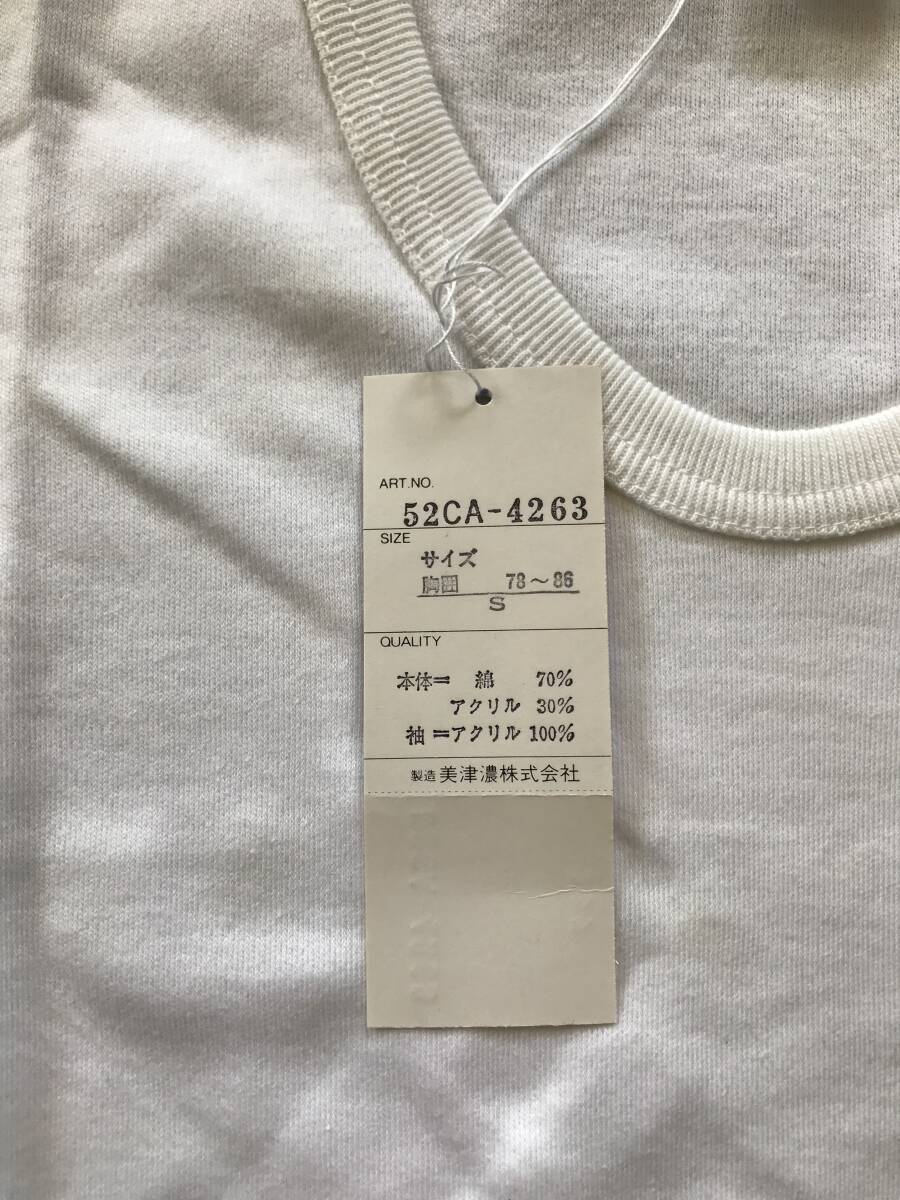 ART.NO.
52CA-4263
SIZE
サイズ
胸囲 78～86
S
QUALITY
本体＝ 綿 70%
アクリル 30%
袖＝アクリル 100%
製造 美津濃株式会社